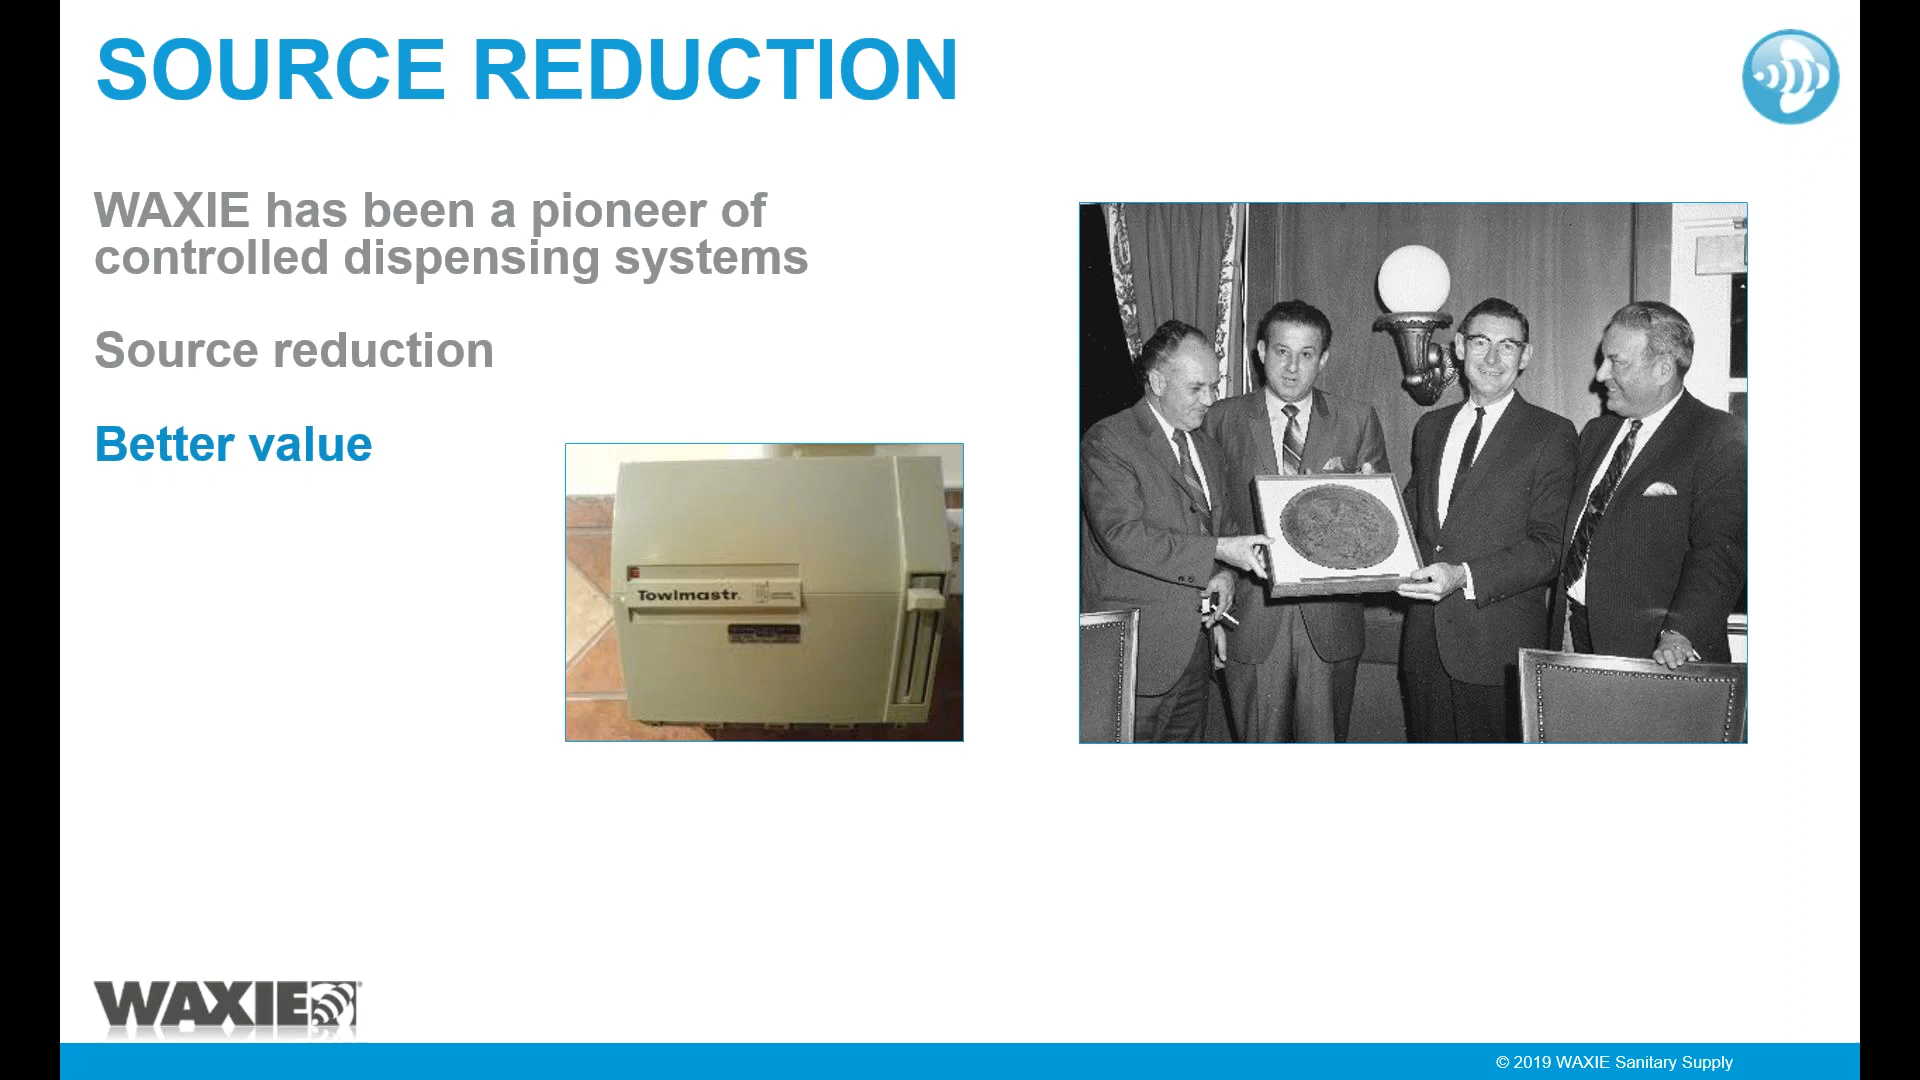 SOURCE REDUCTION
WAXIE has been a pioneer of
controlled dispensing systems
Source reduction
Better value
Towlmastr
WAXIE
© 2019 WAXIE Sanitary Supply